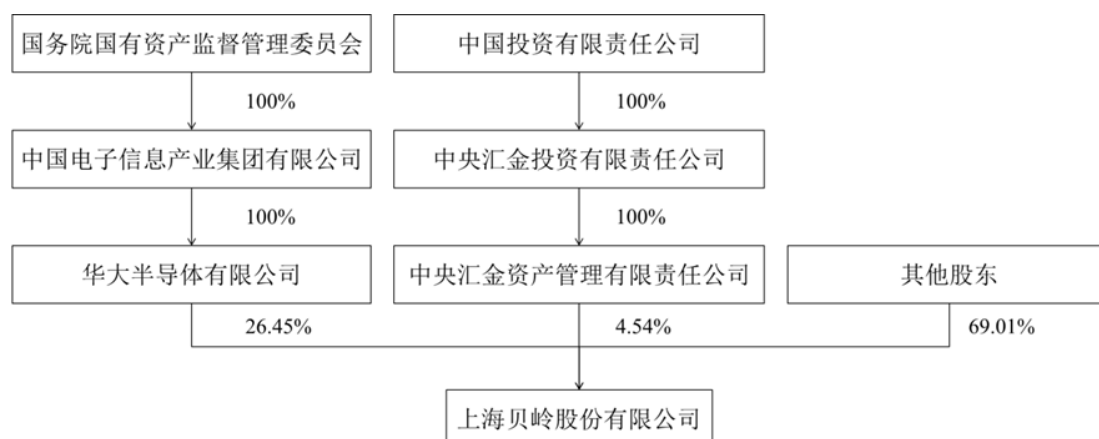 国务院国有资产监督管理委员会
中国投资有限责任公司
100%
100%
中国电子信息产业集团有限公司
中央汇金投资有限责任公司
100%
100%
华大半导体有限公司
中央汇金资产管理有限责任公司
其他股东
26.45%
4.54%
69.01%
上海贝岭股份有限公司